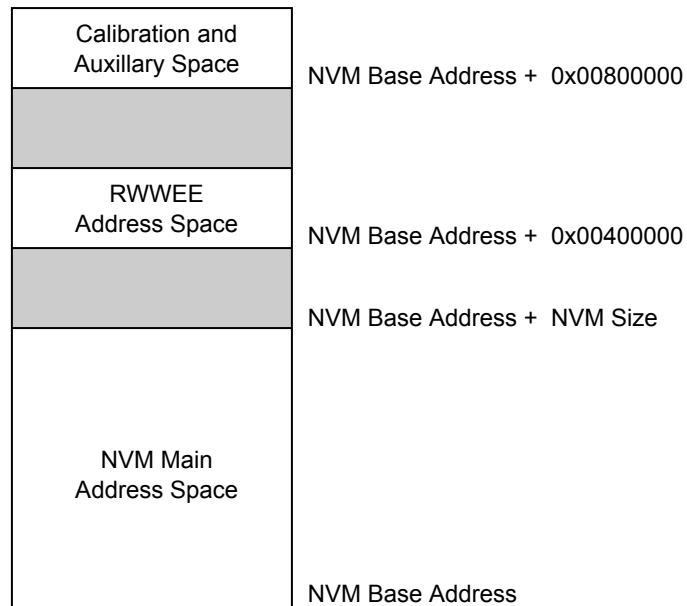 Calibration and
Auxillary Space
NVM Base Address + 0x00800000
RWWEE
Address Space
NVM Base Address + 0x00400000
NVM Base Address + NVM Size
NVM Main
Address Space
NVM Base Address